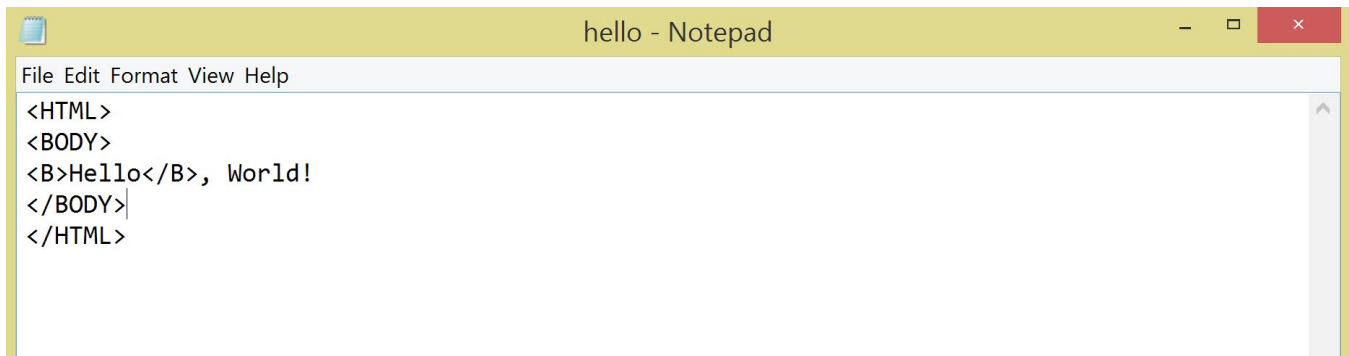 hello - Notepad
File Edit Format View Help
<HTML>
<BODY>
<B>Hello</B>, World!
</BODY>
</HTML>